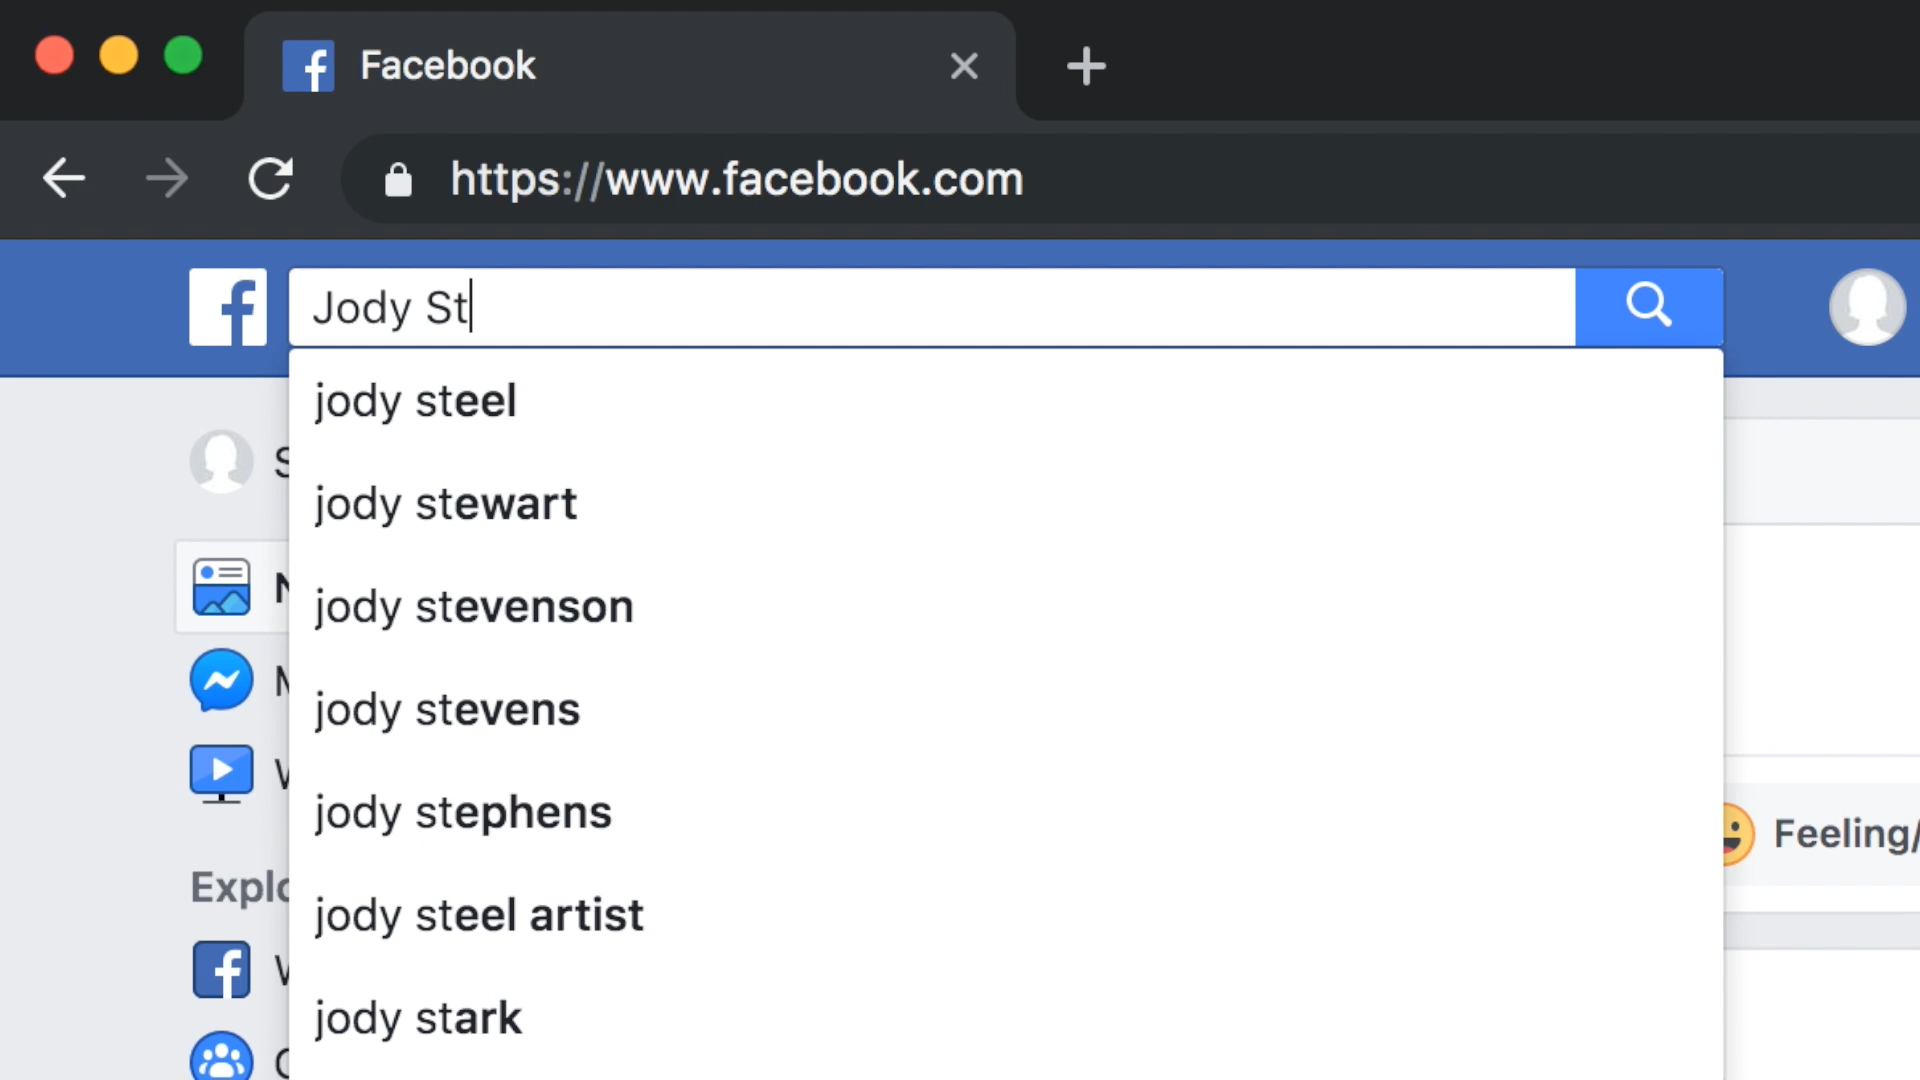 Facebook
https://www.facebook.com
Jody St
jody steel
jody stewart
jody stevenson
jody stevens
jody stephens
Feeling/
Explo
jody steel artist
jody stark